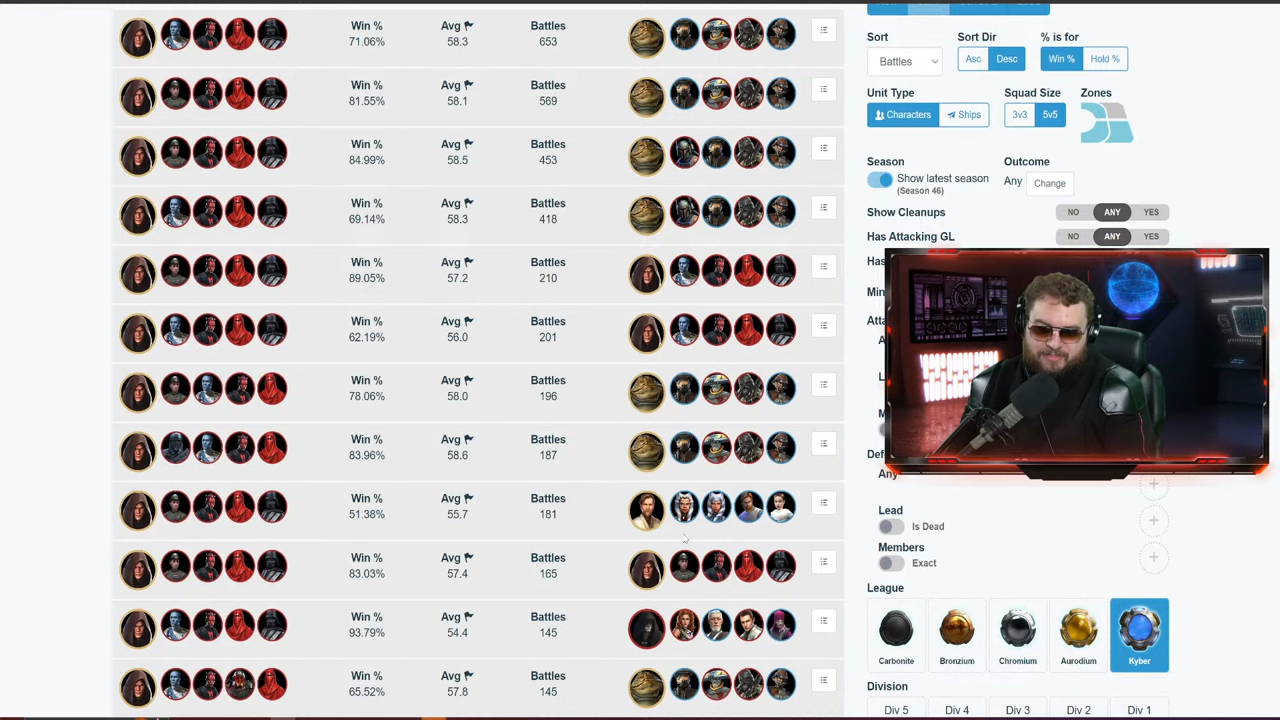 Win % Avg Battles
71.06% 58.3 653
Win % Avg Battles
81.55% 58.1 569
Win % Avg Battles
84.99% 58.5 453
Win % Avg Battles
69.14% 58.3 418
Win % Avg Battles
89.05% 57.2 210
Win % Avg Battles
62.19% 56.0 201
Win % Avg Battles
78.06% 58.0 196
Win % Avg Battles
83.96% 58.6 187
Win % Avg Battles
51.38% 55.7 181
Win % Avg Battles
83.03% 57.4 165
Win % Avg Battles
93.79% 54.4 145
Win % Avg Battles
65.52% 57.8 145
Sort Sort Dir % is for
Battles Asc Desc Win % Hold %
Unit Type Squad Size Zones
Characters Ships 3v3 5v5
Season Outcome
Show latest season Any Change
(Season 46)
Show Cleanups NO ANY YES
Has Attacking GL NO ANY YES
Has
Min
Any
Lead
Is Dead
Members
Exact
League
Carbonite Bronzium Chromium Aurodium Kyber
Division
Div 5 Div 4 Div 3 Div 2 Div 1